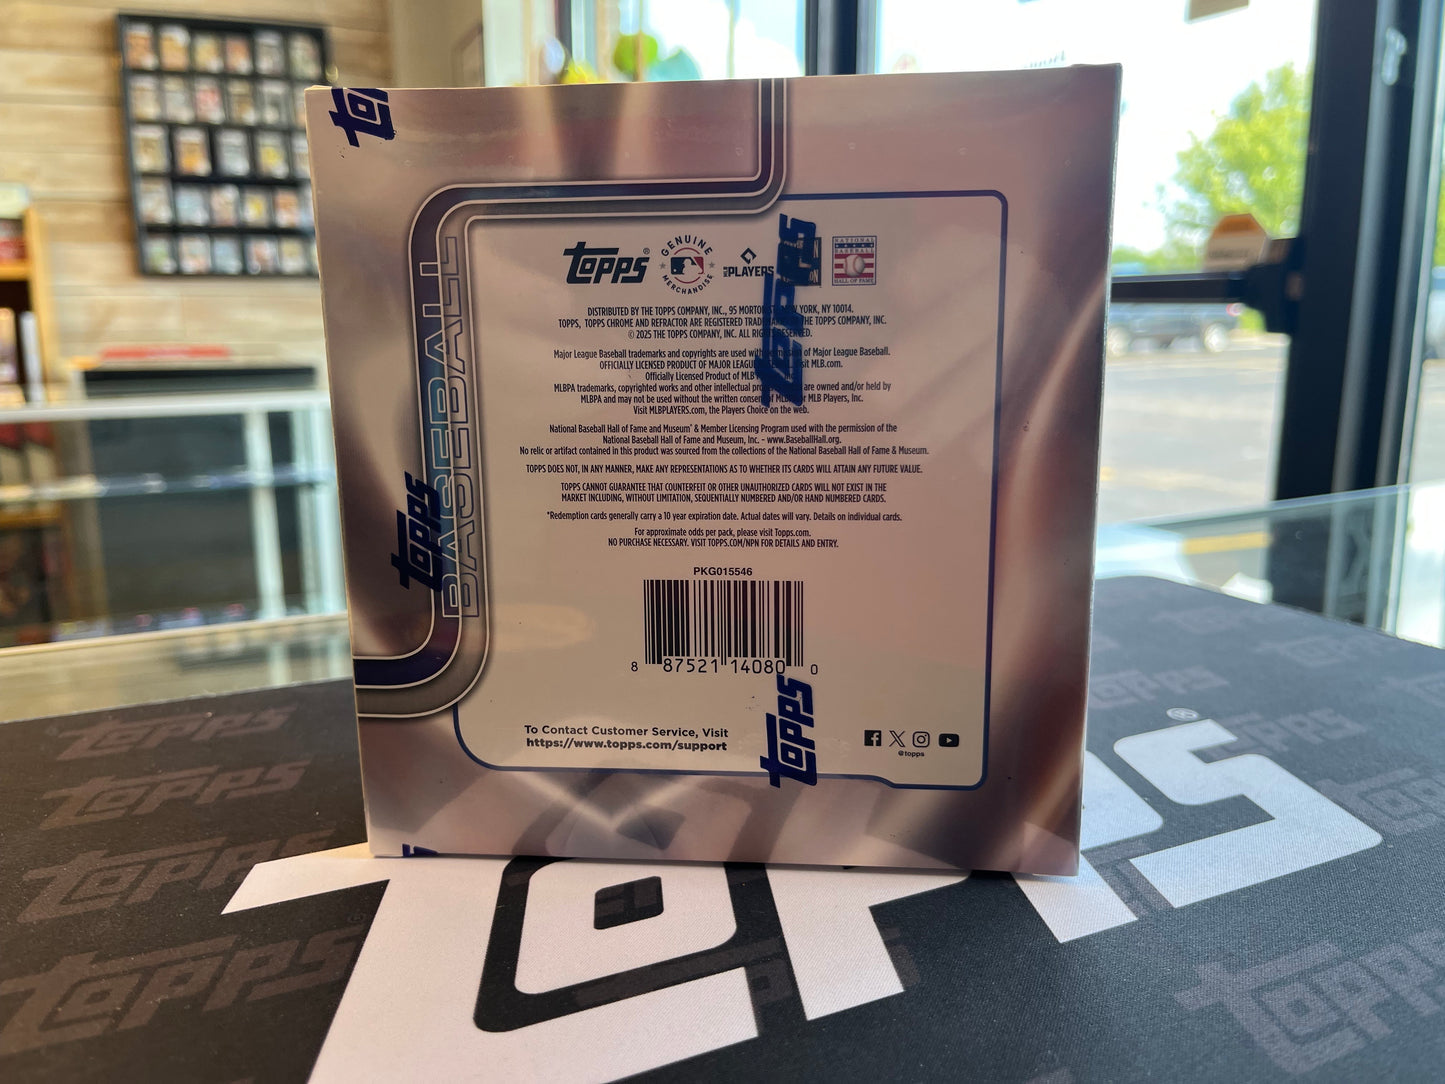 Topps
BASEBALL
Topps
Topps
Topps
topps®
GENUINE
MERCHANDISE
PLAYERS
NATIONAL
BASEBALL
HALL OF FAME
DISTRIBUTED BY THE TOPPS COMPANY, INC., 95 MORTON YORK, NY 10014.
TOPPS, TOPPS CHROME AND REFRACTOR ARE REGISTERED THE TOPPS COMPANY, INC.
© 2025 THE TOPPS COMPANY, INC. ALL RIGHTS RESERVED.
Major League Baseball trademarks and copyrights are used with of Major League Baseball.
OFFICIALLY LICENSED PRODUCT OF MAJOR LEAGUE MLB.com.
Officially Licensed Product of MLB
MLBPA trademarks, copyrighted works and other intellectual are owned and/or held by
MLBPA and may not be used without the written consent of or MLB Players, Inc.
Visit MLBPLAYERS.com, the Players Choice on the web.
National Baseball Hall of Fame and Museum® & Member Licensing Program used with the permission of the
National Baseball Hall of Fame and Museum, Inc. - www.BaseballHall.org.
No relic or artifact contained in this product was sourced from the collections of the National Baseball Hall of Fame & Museum.
TOPPS DOES NOT, IN ANY MANNER, MAKE ANY REPRESENTATIONS AS TO WHETHER ITS CARDS WILL ATTAIN ANY FUTURE VALUE.
TOPPS CANNOT GUARANTEE THAT COUNTERFEIT OR OTHER UNAUTHORIZED CARDS WILL NOT EXIST IN THE
MARKET INCLUDING, WITHOUT LIMITATION, SEQUENTIALLY NUMBERED AND/OR HAND NUMBERED CARDS.
*Redemption cards generally carry a 10 year expiration date. Actual dates will vary. Details on individual cards.
For approximate odds per pack, please visit Topps.com.
NO PURCHASE NECESSARY. VISIT TOPPS.COM/NPN FOR DETAILS AND ENTRY.
PKG015546
8 87521 14080 0
To Contact Customer Service, Visit
https://www.topps.com/support
@topps
topps®
topps
topps
topps
topps
topps
topps